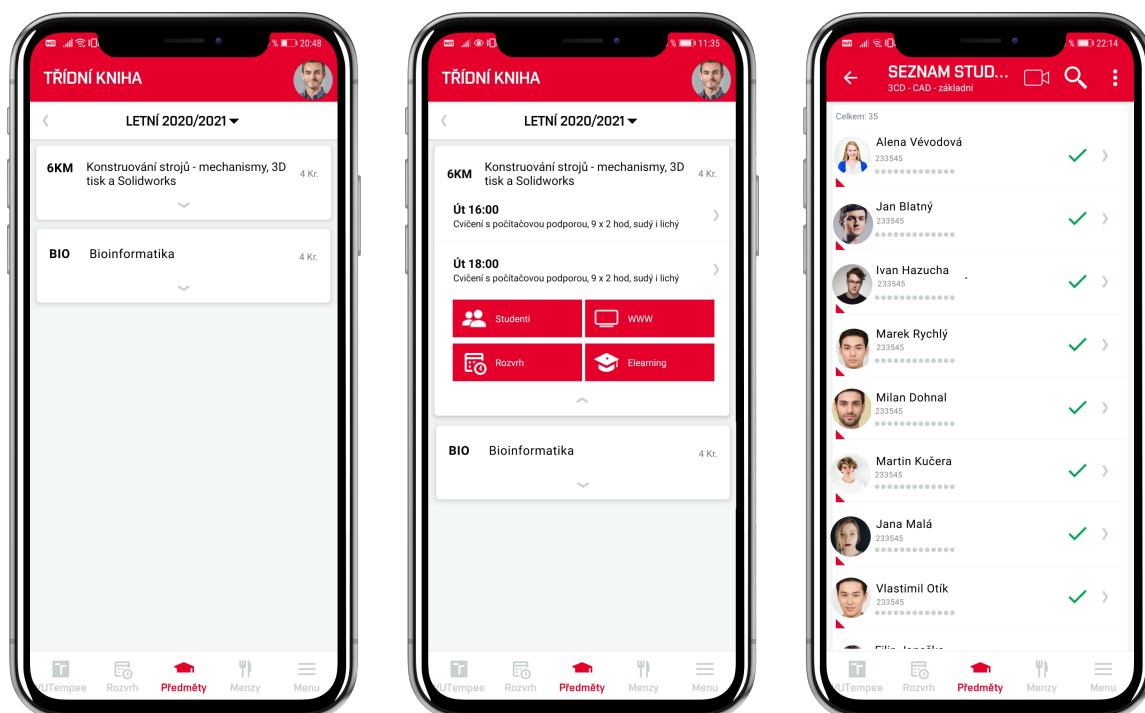 % 20:48
TŘÍDNÍ KNIHA
LETNÍ 2020/2021
6KM
Konstruování strojů - mechanismy, 3D
tisk a Solidworks
4 Kr.
BIO
Bioinformatika
4 Kr.
Rozvrh
Předměty
Menzy
Menu
% 11:35
TŘÍDNÍ KNIHA
LETNÍ 2020/2021
6KM
Konstruování strojů - mechanismy, 3D
tisk a Solidworks
4 Kr.
Út 16:00
Cvičení s počítačovou podporou, 9 x 2 hod, sudý i lichý
Út 18:00
Cvičení s počítačovou podporou, 9 x 2 hod, sudý i lichý
Studenti
WWW
Rozvrh
Elearning
BIO
Bioinformatika
4 Kr.
UTempee
Rozvrh
Předměty
Menzy
Menu
% 22:14
SEZNAM STUD...
3CD - CAD - základní
Celkem: 35
Alena Vévodová
233545
Jan Blatný
233545
Ivan Hazucha
233545
Marek Rychlý
233545
Milan Dohnal
233545
Martin Kučera
233545
Jana Malá
233545
Vlastimil Otík
233545
UTempee
Rozvrh
Předměty
Menzy
Menu